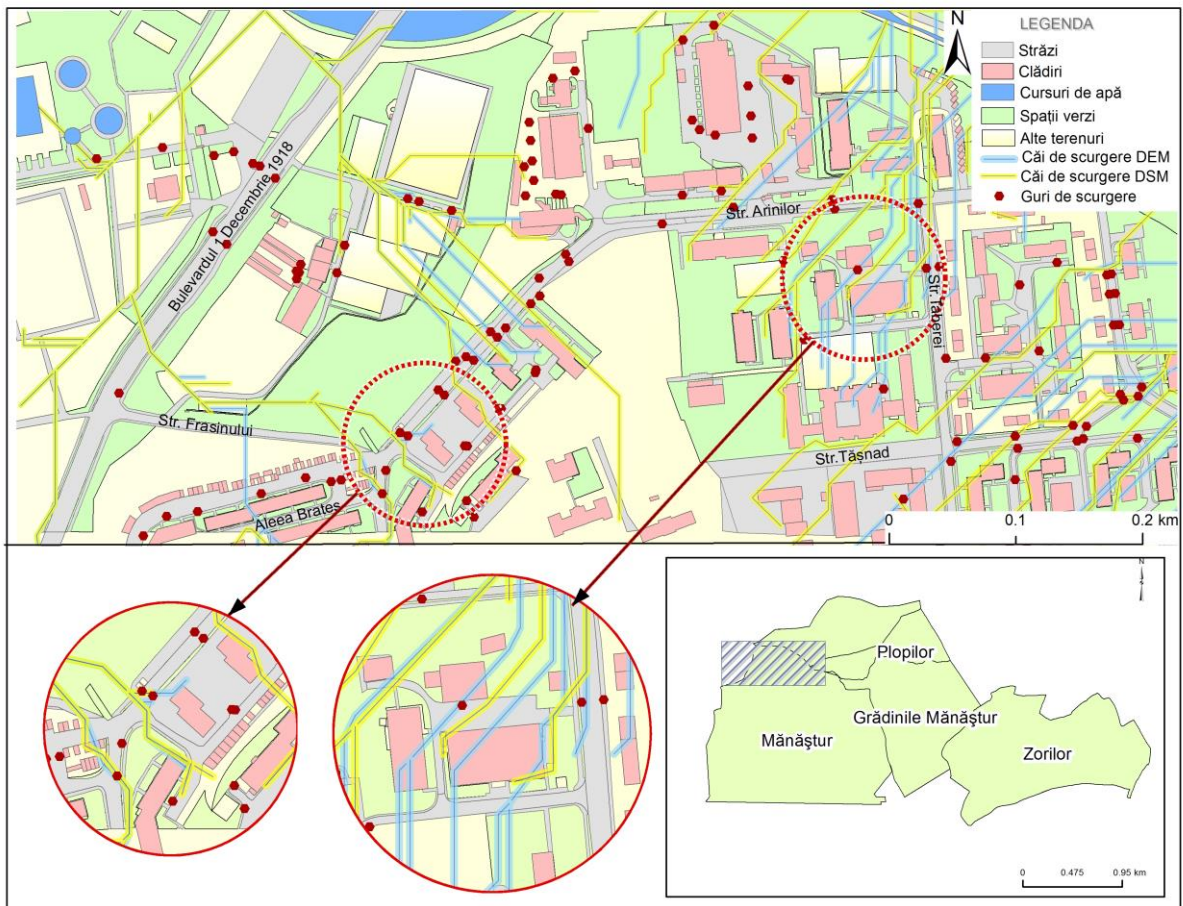 N
LEGENDA
Străzi
Clădiri
Cursuri de apă
Spații verzi
Alte terenuri
Căi de scurgere DEM
Căi de scurgere DSM
Guri de scurgere
Bulevardul 1 Decembrie 1918
Str. Arinilor
Str.Taberei
Str. Frasinului
Str.Tășnad
Aleea Brateș
0 0.1 0.2 km
N
Plopilor
Grădinile Mănăștur
Mănăștur
Zorilor
0 0.475 0.95 km